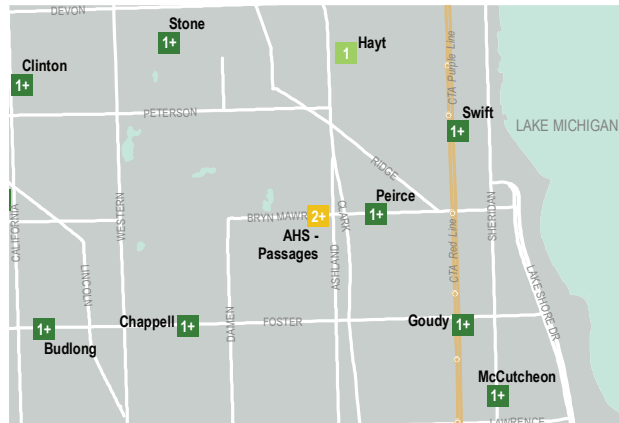 DEVON
Stone
1+
Hayt
1
Clinton
1+
CTA Purple Line
PETERSON
Swift
1+
LAKE MICHIGAN
RIDGE
CALIFORNIA
WESTERN
BRYN MAWR
2+
AHS -
Passages
CLARK
Peirce
1+
SHERIDAN
LINCOLN
ASHLAND
CTA Red Line
LAKE SHORE DR
DAMEN
1+
Budlong
Chappell
1+
FOSTER
Goudy
1+
McCutcheon
1+
LAWRENCE